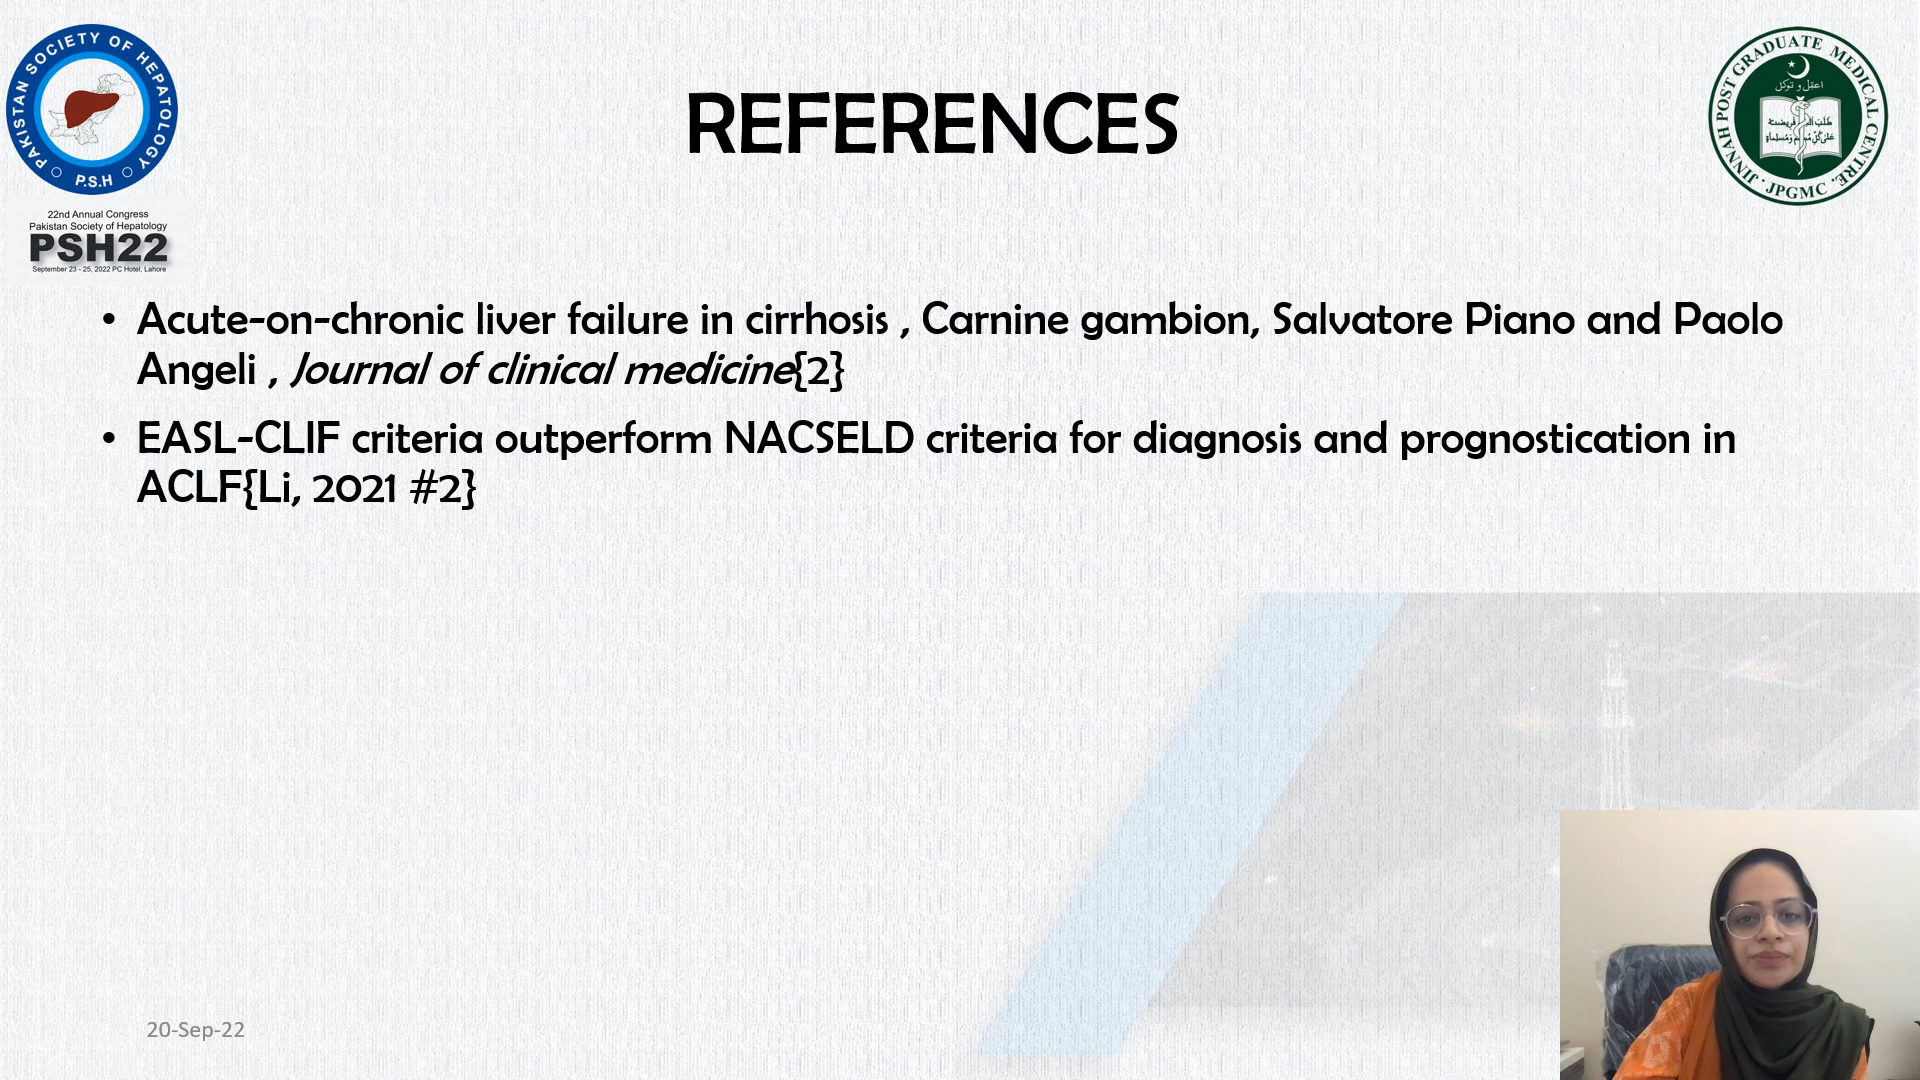 PAKISTAN SOCIETY OF HEPATOLOGY
P.S.H
22nd Annual Congress
Pakistan Society of Hepatology
PSH22
September 23 - 25, 2022 PC Hotel, Lahore
REFERENCES
JINNAH POST GRADUATE MEDICAL CENTRE.
اعقل و توکل
JPGMC
• Acute-on-chronic liver failure in cirrhosis , Carnine gambion, Salvatore Piano and Paolo
Angeli , Journal of clinical medicine{2}
• EASL-CLIF criteria outperform NACSELD criteria for diagnosis and prognostication in
ACLF{Li, 2021 #2}
20-Sep-22